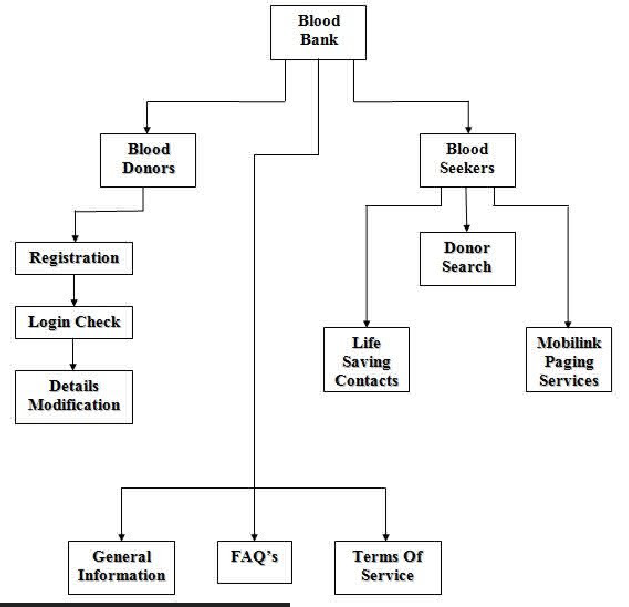 Blood
Bank
Blood
Donors
Blood
Seekers
Registration
Donor
Search
Login Check
Life
Saving
Contacts
Mobilink
Paging
Services
Details
Modification
General
Information
FAQ's
Terms Of
Service